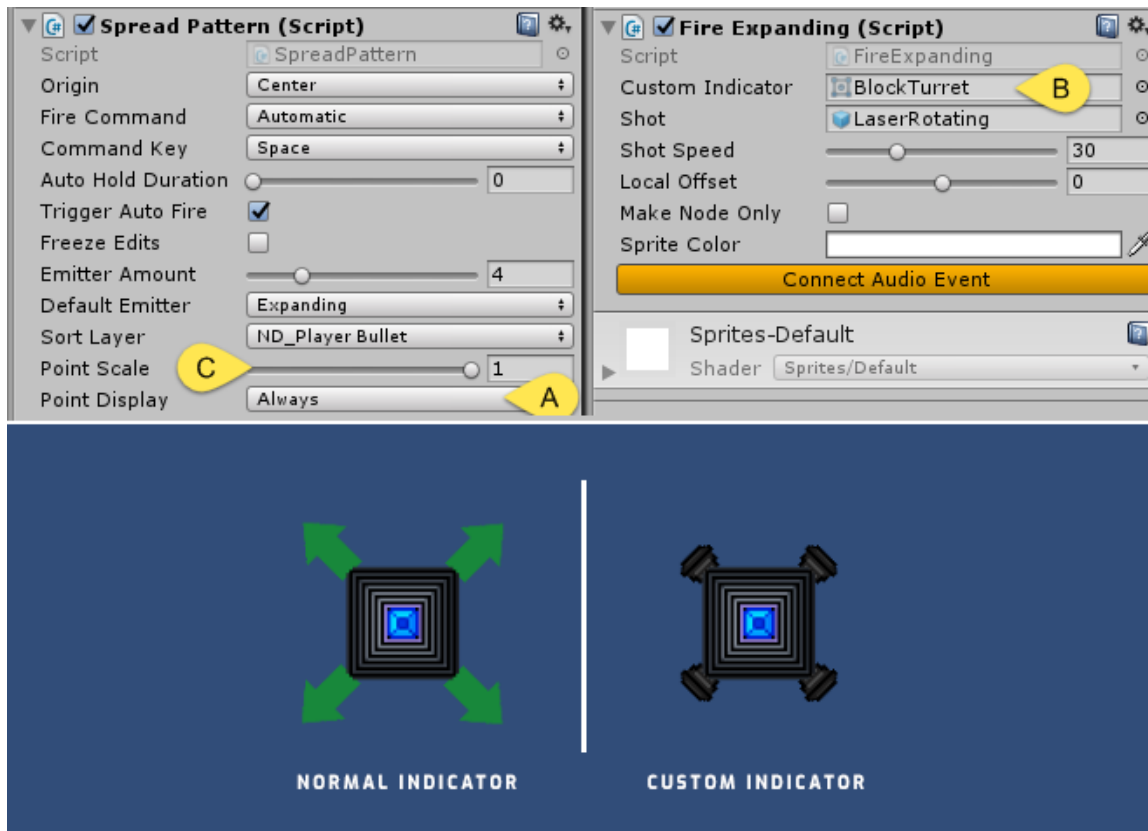 Spread Pattern (Script)
Script SpreadPattern
Origin Center
Fire Command Automatic
Command Key Space
Auto Hold Duration 0
Trigger Auto Fire
Freeze Edits
Emitter Amount 4
Default Emitter Expanding
Sort Layer ND_Player Bullet
Point Scale C 1
Point Display Always A
Fire Expanding (Script)
Script FireExpanding
Custom Indicator BlockTurret B
Shot LaserRotating
Shot Speed 30
Local Offset 0
Make Node Only
Sprite Color
Connect Audio Event
Sprites-Default
Shader Sprites/Default
NORMAL INDICATOR
CUSTOM INDICATOR